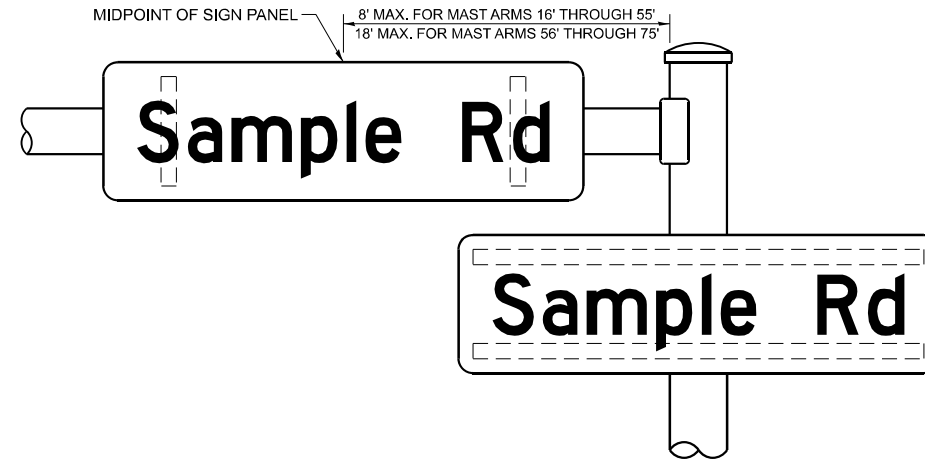 MIDPOINT OF SIGN PANEL
8' MAX. FOR MAST ARMS 16' THROUGH 55'
18' MAX. FOR MAST ARMS 56' THROUGH 75'
Sample Rd
Sample Rd